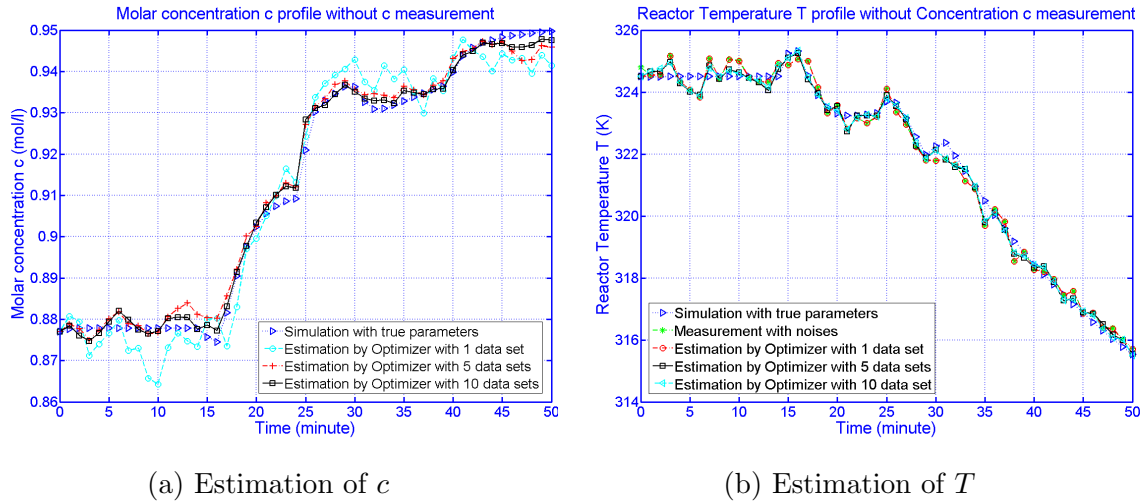 Molar concentration c profile without c measurement
0.95
0.94
0.93
0.92
0.91
0.9
0.89
0.88
0.87
0.86
Molar concentration c (mol/l)
Simulation with true parameters
Estimation by Optimizer with 1 data set
Estimation by Optimizer with 5 data sets
Estimation by Optimizer with 10 data sets
0 5 10 15 20 25 30 35 40 45 50
Time (minute)
(a) Estimation of c
Reactor Temperature T profile without Concentration c measurement
326
324
322
320
318
316
314
Reactor Temperature T (K)
Simulation with true parameters
Measurement with noises
Estimation by Optimizer with 1 data set
Estimation by Optimizer with 5 data sets
Estimation by Optimizer with 10 data set
0 5 10 15 20 25 30 35 40 45 50
Time (minute)
(b) Estimation of T